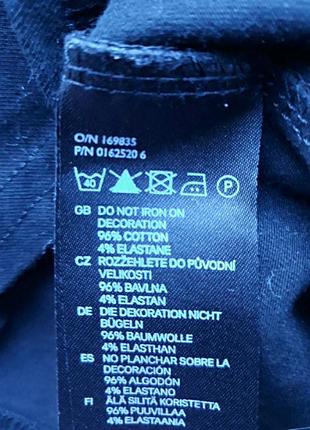 O/N 169835
P/N 0162520 6
40 P
GB DO NOT IRON ON
DECORATION
96% COTTON
4% ELASTANE
CZ ROZŽEHLETE DO PŮVODNÍ
VELIKOSTI
96% BAVLNA
4% ELASTAN
DE DIE DEKORATION NICHT
BÜGELN
96% BAUMWOLLE
4% ELASTHAN
ES NO PLANCHAR SOBRE LA
DECORACIÓN
96% ALGODÓN
4% ELASTANO
FI ÄLÄ SILITÄ KORISTETTA
96% PUUVILLAA
4% ELASTAANIA